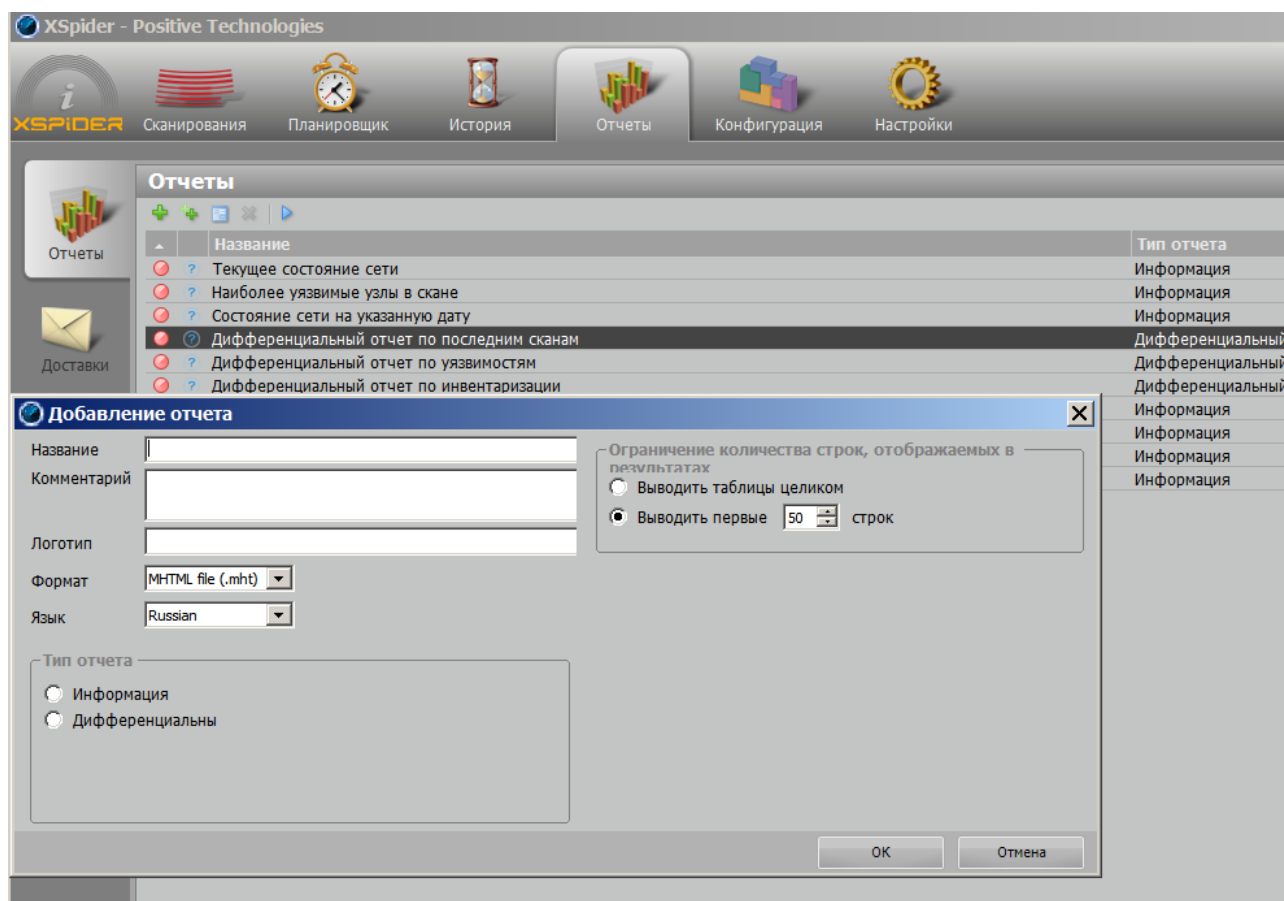 XSpider - Positive Technologies
i
XSPiDER
Сканирования
Планировщик
История
Отчеты
Конфигурация
Настройки
Отчеты
Отчеты
Название
Тип отчета
? Текущее состояние сети
Информация
? Наиболее уязвимые узлы в скане
Информация
? Состояние сети на указанную дату
Информация
? Дифференциальный отчет по последним сканам
Дифференциальный
? Дифференциальный отчет по уязвимостям
Дифференциальный
? Дифференциальный отчет по инвентаризации
Дифференциальный
Доставки
Информация
Информация
Информация
Информация
Добавление отчета
Название
Комментарий
Логотип
Формат
MHTML file (.mht)
Язык
Russian
Ограничение количества строк, отображаемых в
результатах
Выводить таблицы целиком
Выводить первые 50 строк
Тип отчета
Информация
Дифференциальны
OK
Отмена